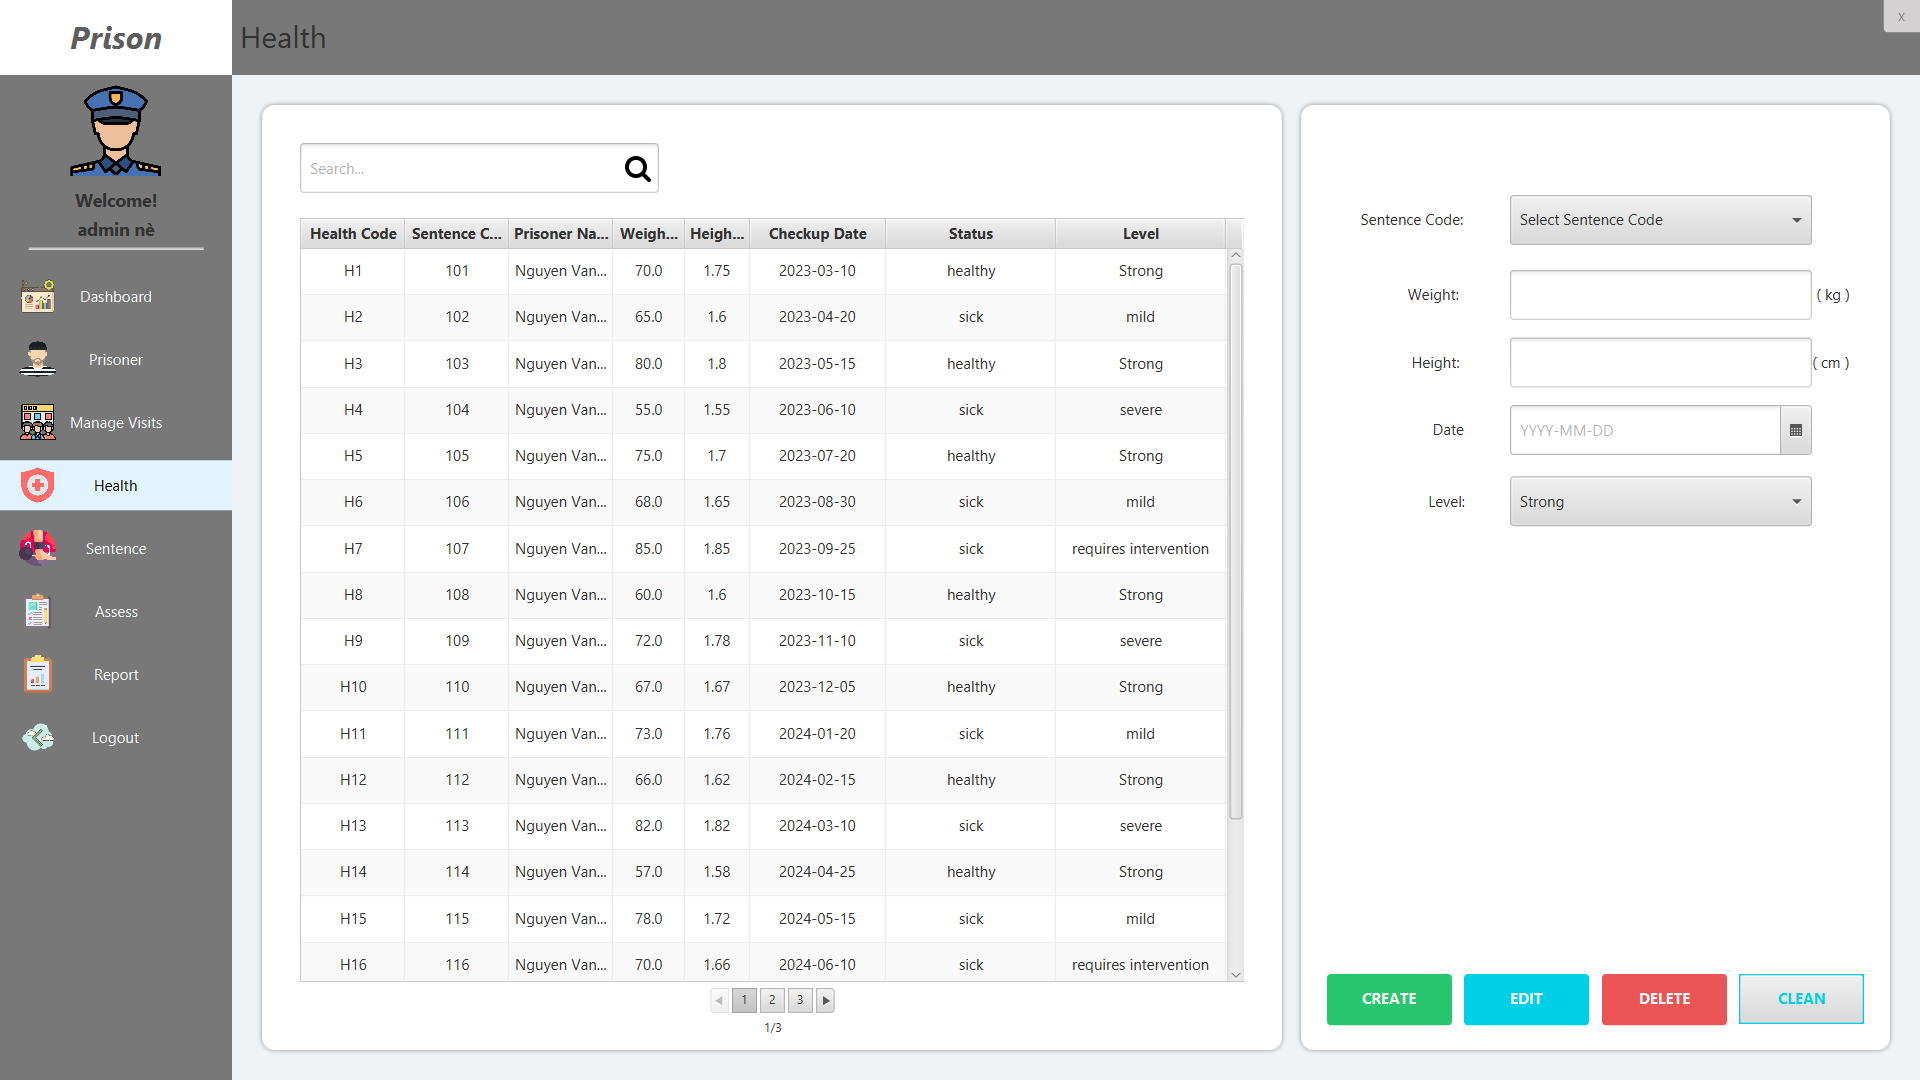 Prison
Health
x
Welcome!
admin nè
Dashboard
Prisoner
Manage Visits
Health
Sentence
Assess
Report
Logout
Search...
Health Code Sentence C... Prisoner Na... Weigh... Heigh... Checkup Date Status Level
H1 101 Nguyen Van... 70.0 1.75 2023-03-10 healthy Strong
H2 102 Nguyen Van... 65.0 1.6 2023-04-20 sick mild
H3 103 Nguyen Van... 80.0 1.8 2023-05-15 healthy Strong
H4 104 Nguyen Van... 55.0 1.55 2023-06-10 sick severe
H5 105 Nguyen Van... 75.0 1.7 2023-07-20 healthy Strong
H6 106 Nguyen Van... 68.0 1.65 2023-08-30 sick mild
H7 107 Nguyen Van... 85.0 1.85 2023-09-25 sick requires intervention
H8 108 Nguyen Van... 60.0 1.6 2023-10-15 healthy Strong
H9 109 Nguyen Van... 72.0 1.78 2023-11-10 sick severe
H10 110 Nguyen Van... 67.0 1.67 2023-12-05 healthy Strong
H11 111 Nguyen Van... 73.0 1.76 2024-01-20 sick mild
H12 112 Nguyen Van... 66.0 1.62 2024-02-15 healthy Strong
H13 113 Nguyen Van... 82.0 1.82 2024-03-10 sick severe
H14 114 Nguyen Van... 57.0 1.58 2024-04-25 healthy Strong
H15 115 Nguyen Van... 78.0 1.72 2024-05-15 sick mild
H16 116 Nguyen Van... 70.0 1.66 2024-06-10 sick requires intervention
1 2 3
1/3
Sentence Code: Select Sentence Code
Weight: ( kg )
Height: ( cm )
Date YYYY-MM-DD
Level: Strong
CREATE EDIT DELETE CLEAN